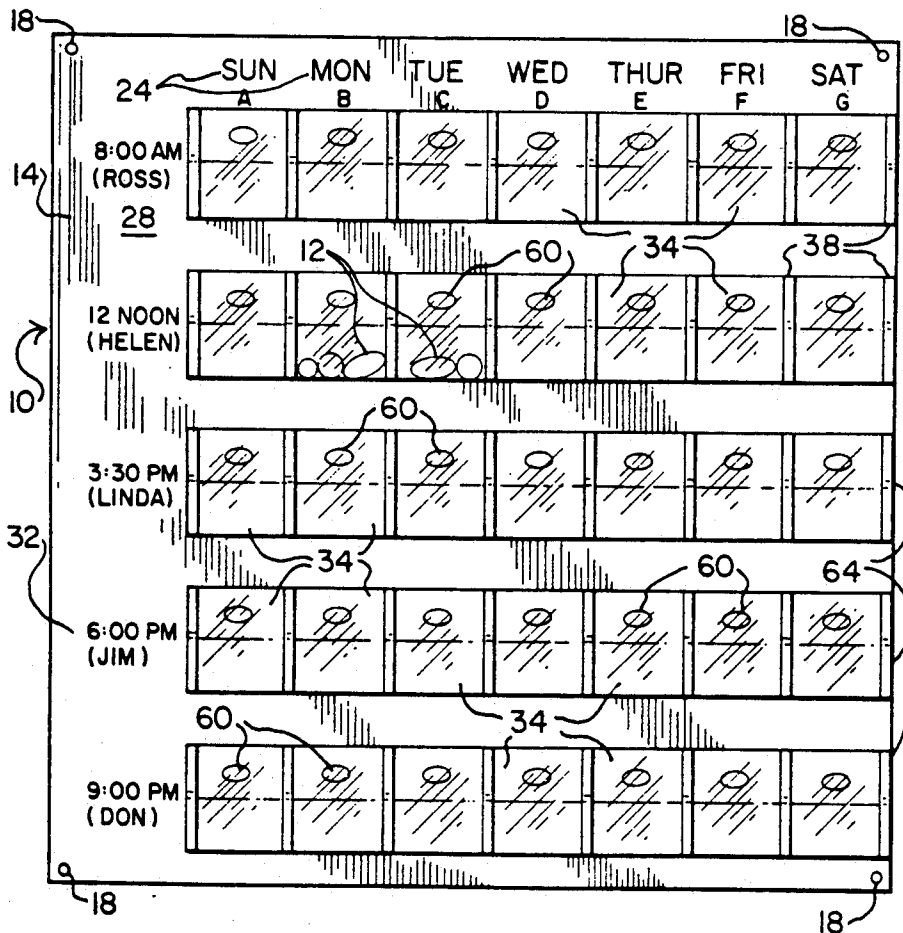 18 18
SUN MON TUE WED THUR FRI SAT
24
A B C D E F G
8:00 AM
(ROSS)
14
28
34 38
12 60 34
12 NOON
(HELEN)
10
60
3:30 PM
(LINDA)
32
34 60 64
6:00 PM
(JIM)
60 34
9:00 PM
(DON)
18 18